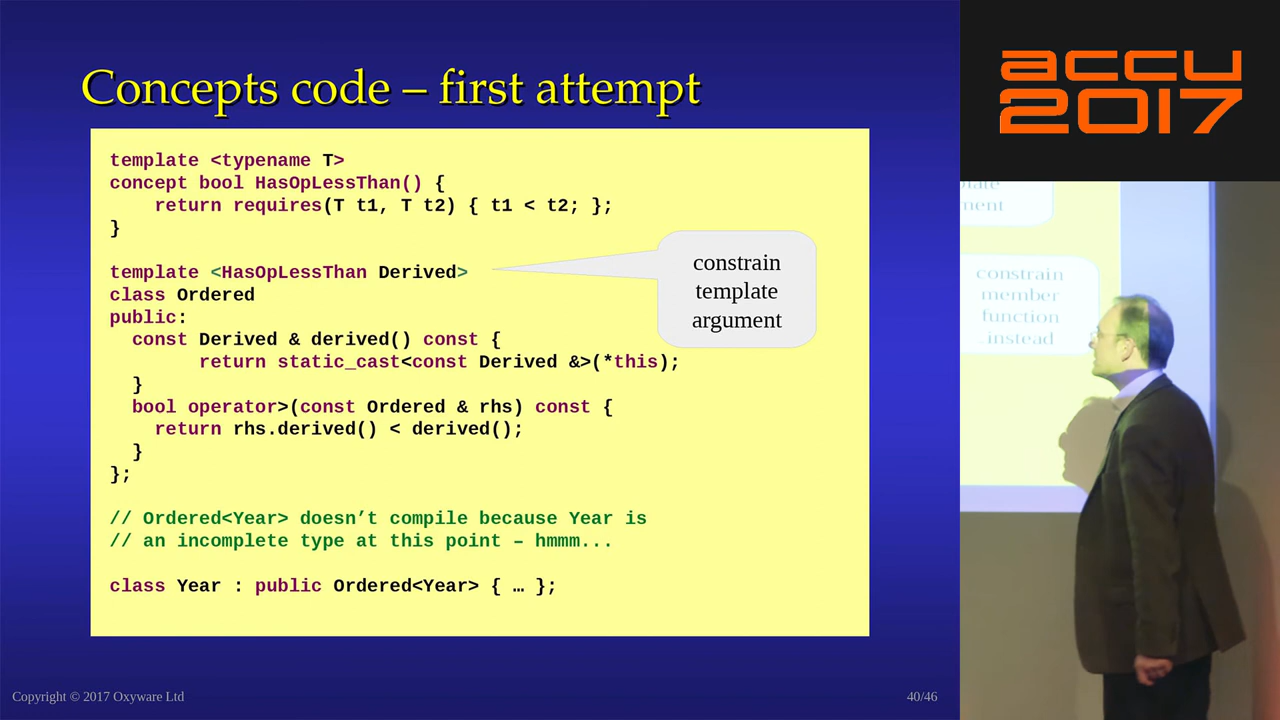 Concepts code – first attempt
template <typename T>
concept bool HasOpLessThan() {
return requires(T t1, T t2) { t1 < t2; };
}
template <HasOpLessThan Derived>
class Ordered
public:
const Derived & derived() const {
return static_cast<const Derived &>(*this);
}
bool operator>(const Ordered & rhs) const {
return rhs.derived() < derived();
}
};
// Ordered<Year> doesn’t compile because Year is
// an incomplete type at this point – hmmm...
class Year : public Ordered<Year> { … };
constrain
template
argument
Copyright © 2017 Oxyware Ltd
40/46
accu
2017
constrain
member
function
instead